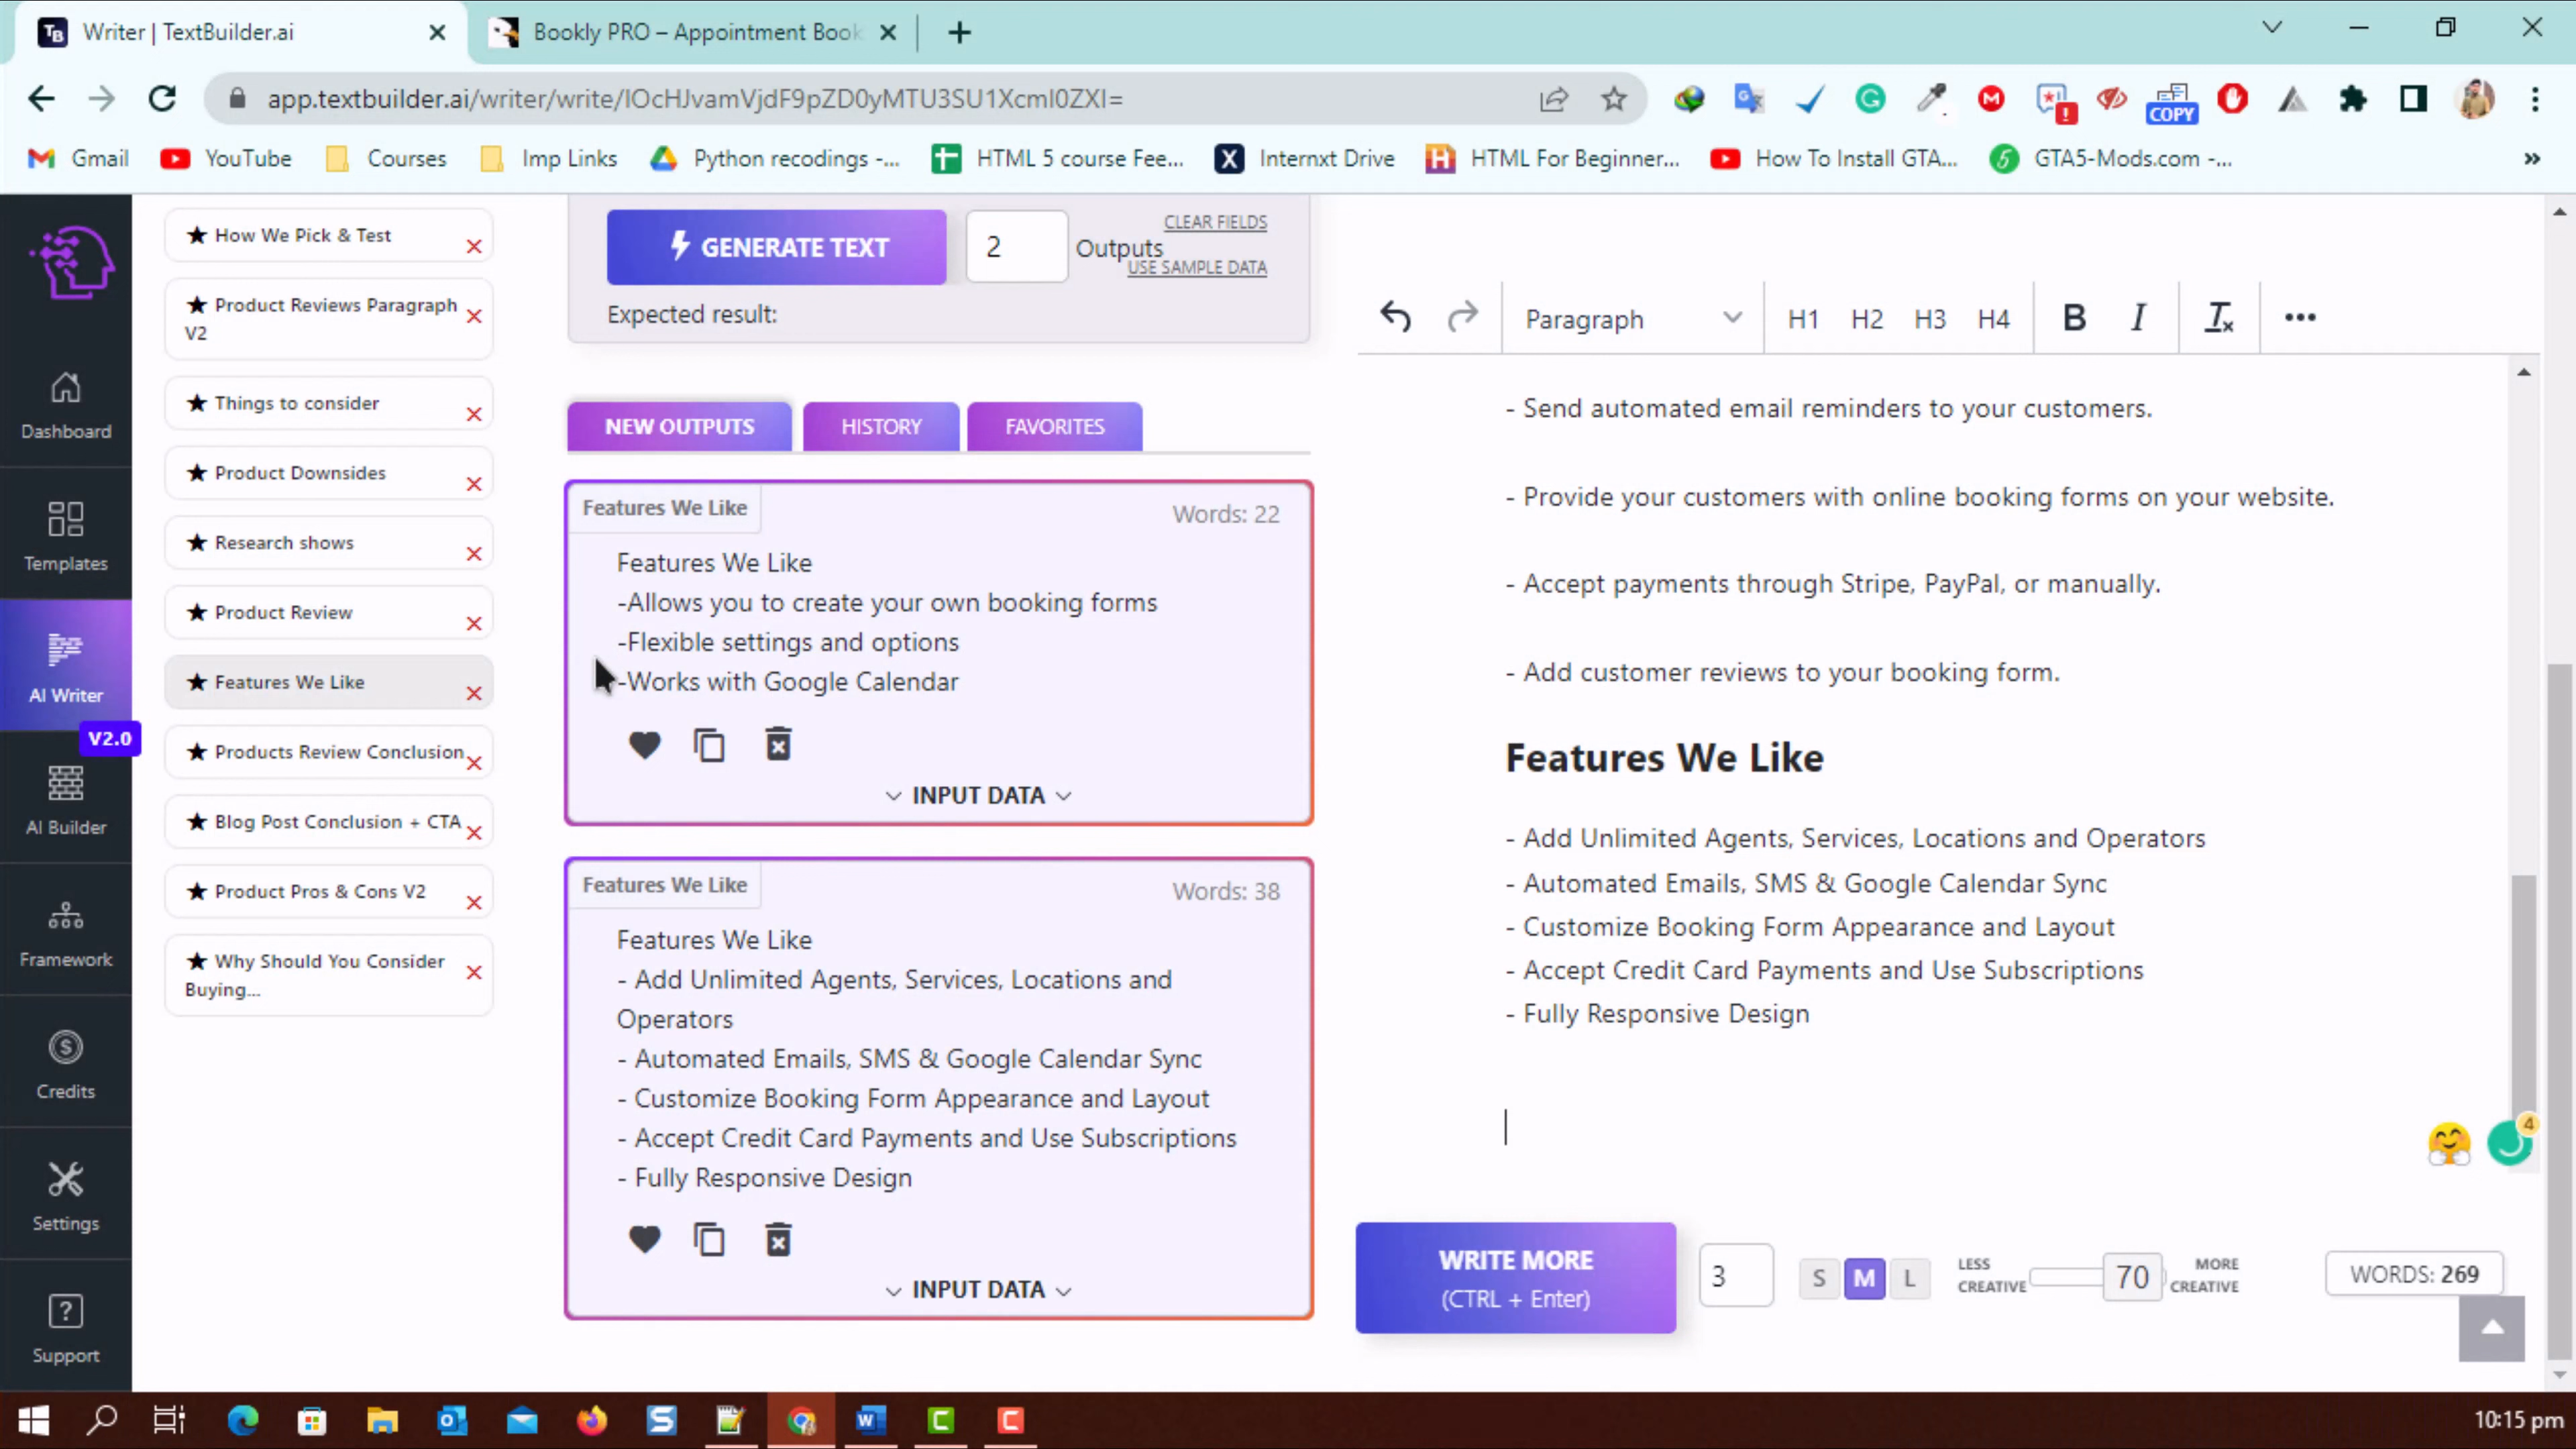 Writer | TextBuilder.ai
Bookly PRO – Appointment Book
app.textbuilder.ai/writer/write/IOcHJvamVjdF9pZD0yMTU3SU1XcmI0ZXI=
COPY
Gmail
YouTube
Courses
Imp Links
Python recodings -...
HTML 5 course Fee...
Internxt Drive
HTML For Beginner...
How To Install GTA...
GTA5-Mods.com -...
Dashboard
Templates
AI Writer
V2.0
AI Builder
Framework
Credits
Settings
Support
How We Pick & Test
Product Reviews Paragraph
V2
Things to consider
Product Downsides
Research shows
Product Review
Features We Like
Products Review Conclusion
Blog Post Conclusion + CTA
Product Pros & Cons V2
Why Should You Consider
Buying...
GENERATE TEXT
2
Outputs
CLEAR FIELDS
USE SAMPLE DATA
Expected result:
NEW OUTPUTS
HISTORY
FAVORITES
Features We Like
Words: 22
Features We Like
-Allows you to create your own booking forms
-Flexible settings and options
-Works with Google Calendar
INPUT DATA
Features We Like
Words: 38
Features We Like
- Add Unlimited Agents, Services, Locations and
Operators
- Automated Emails, SMS & Google Calendar Sync
- Customize Booking Form Appearance and Layout
- Accept Credit Card Payments and Use Subscriptions
- Fully Responsive Design
INPUT DATA
Paragraph
H1 H2 H3 H4
B I
- Send automated email reminders to your customers.
- Provide your customers with online booking forms on your website.
- Accept payments through Stripe, PayPal, or manually.
- Add customer reviews to your booking form.
Features We Like
- Add Unlimited Agents, Services, Locations and Operators
- Automated Emails, SMS & Google Calendar Sync
- Customize Booking Form Appearance and Layout
- Accept Credit Card Payments and Use Subscriptions
- Fully Responsive Design
4
WRITE MORE
(CTRL + Enter)
3
S M L
LESS
CREATIVE
70
MORE
CREATIVE
WORDS: 269
10:15 pm